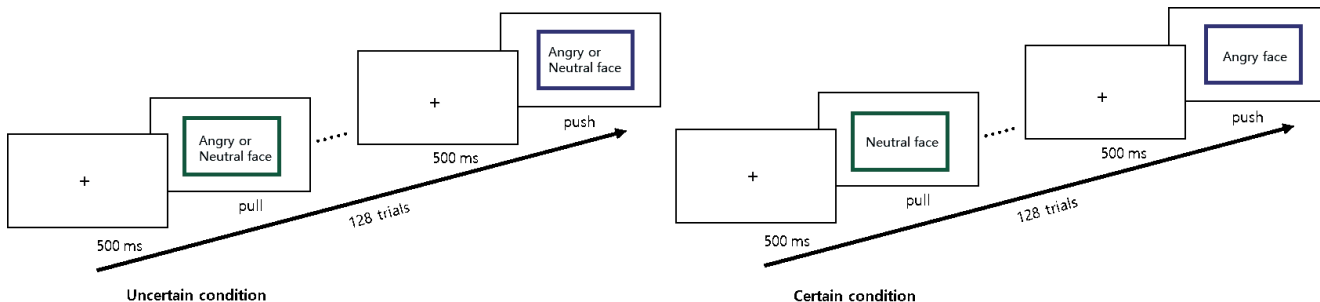 +
500 ms
Angry or
Neutral face
pull
+
500 ms
Angry or
Neutral face
push
128 trials
Uncertain condition
+
500 ms
Neutral face
pull
+
500 ms
Angry face
push
128 trials
Certain condition